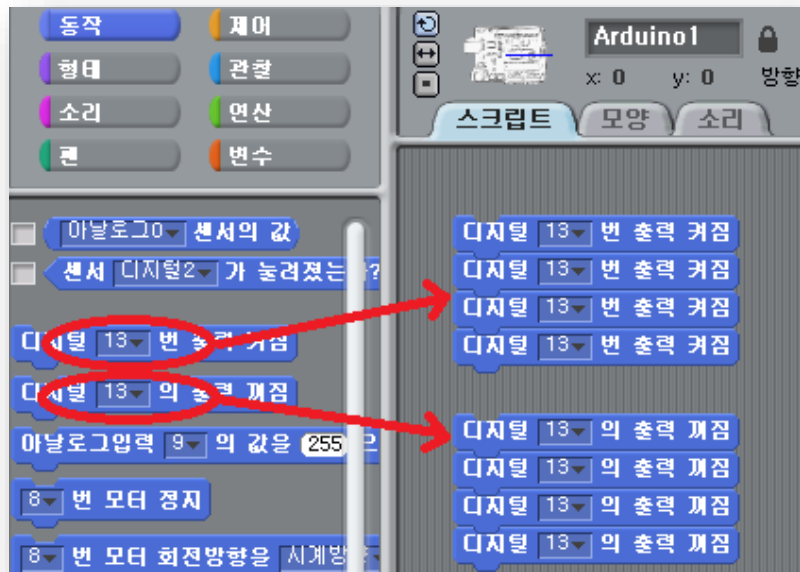 동작
제어
형태
관찰
소리
연산
펜
변수
아날로그0 센서의 값
센서 디지털2 가 눌려졌는 ?
디지털 13 번 출력 켜짐
디지털 13 의 출력 꺼짐
아날로그입력 9 의 값을 255 으
8 번 모터 정지
8 번 모터 회전방향을 시계방향
Arduino1
x: 0 y: 0 방향
스크립트 모양 소리
디지털 13 번 출력 켜짐
디지털 13 번 출력 켜짐
디지털 13 번 출력 켜짐
디지털 13 번 출력 켜짐
디지털 13 의 출력 꺼짐
디지털 13 의 출력 꺼짐
디지털 13 의 출력 꺼짐
디지털 13 의 출력 꺼짐